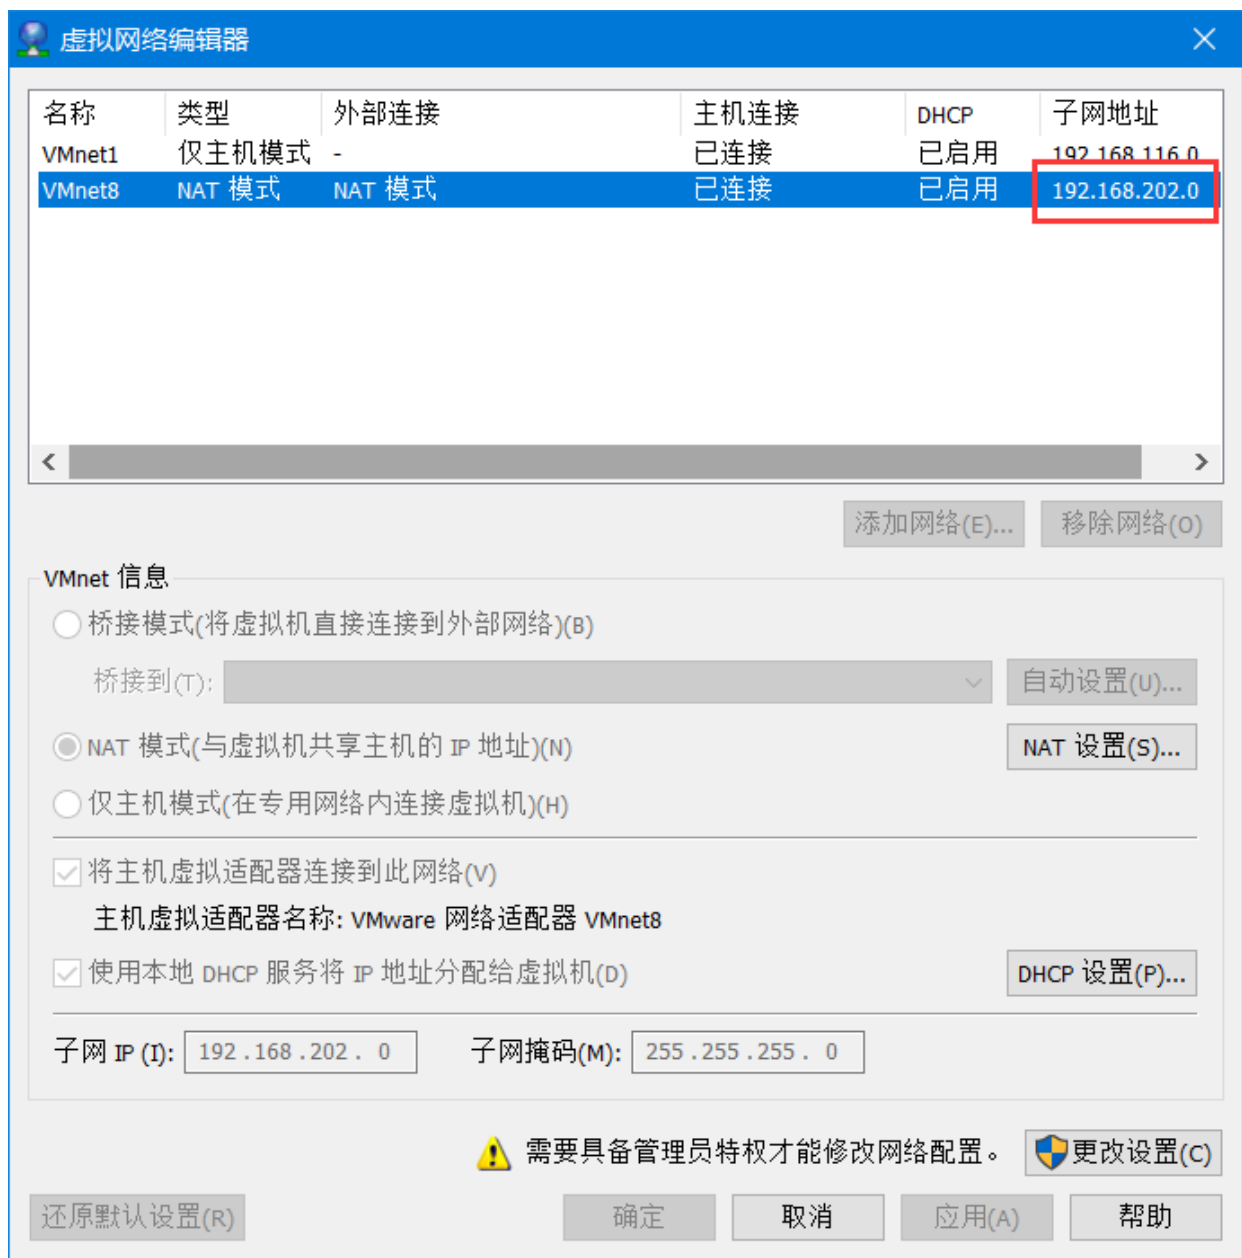 虚拟网络编辑器
名称 类型 外部连接 主机连接 DHCP 子网地址
VMnet1 仅主机模式 - 已连接 已启用 192.168.116.0
VMnet8 NAT 模式 NAT 模式 已连接 已启用 192.168.202.0
添加网络(E)... 移除网络(O)
VMnet 信息
桥接模式(将虚拟机直接连接到外部网络)(B)
桥接到(T): 自动设置(U)...
NAT 模式(与虚拟机共享主机的 IP 地址)(N) NAT 设置(S)...
仅主机模式(在专用网络内连接虚拟机)(H)
将主机虚拟适配器连接到此网络(V)
主机虚拟适配器名称: VMware 网络适配器 VMnet8
使用本地 DHCP 服务将 IP 地址分配给虚拟机(D) DHCP 设置(P)...
子网 IP (I): 192.168.202. 0 子网掩码(M): 255.255.255. 0
需要具备管理员特权才能修改网络配置。 更改设置(C)
还原默认设置(R) 确定 取消 应用(A) 帮助